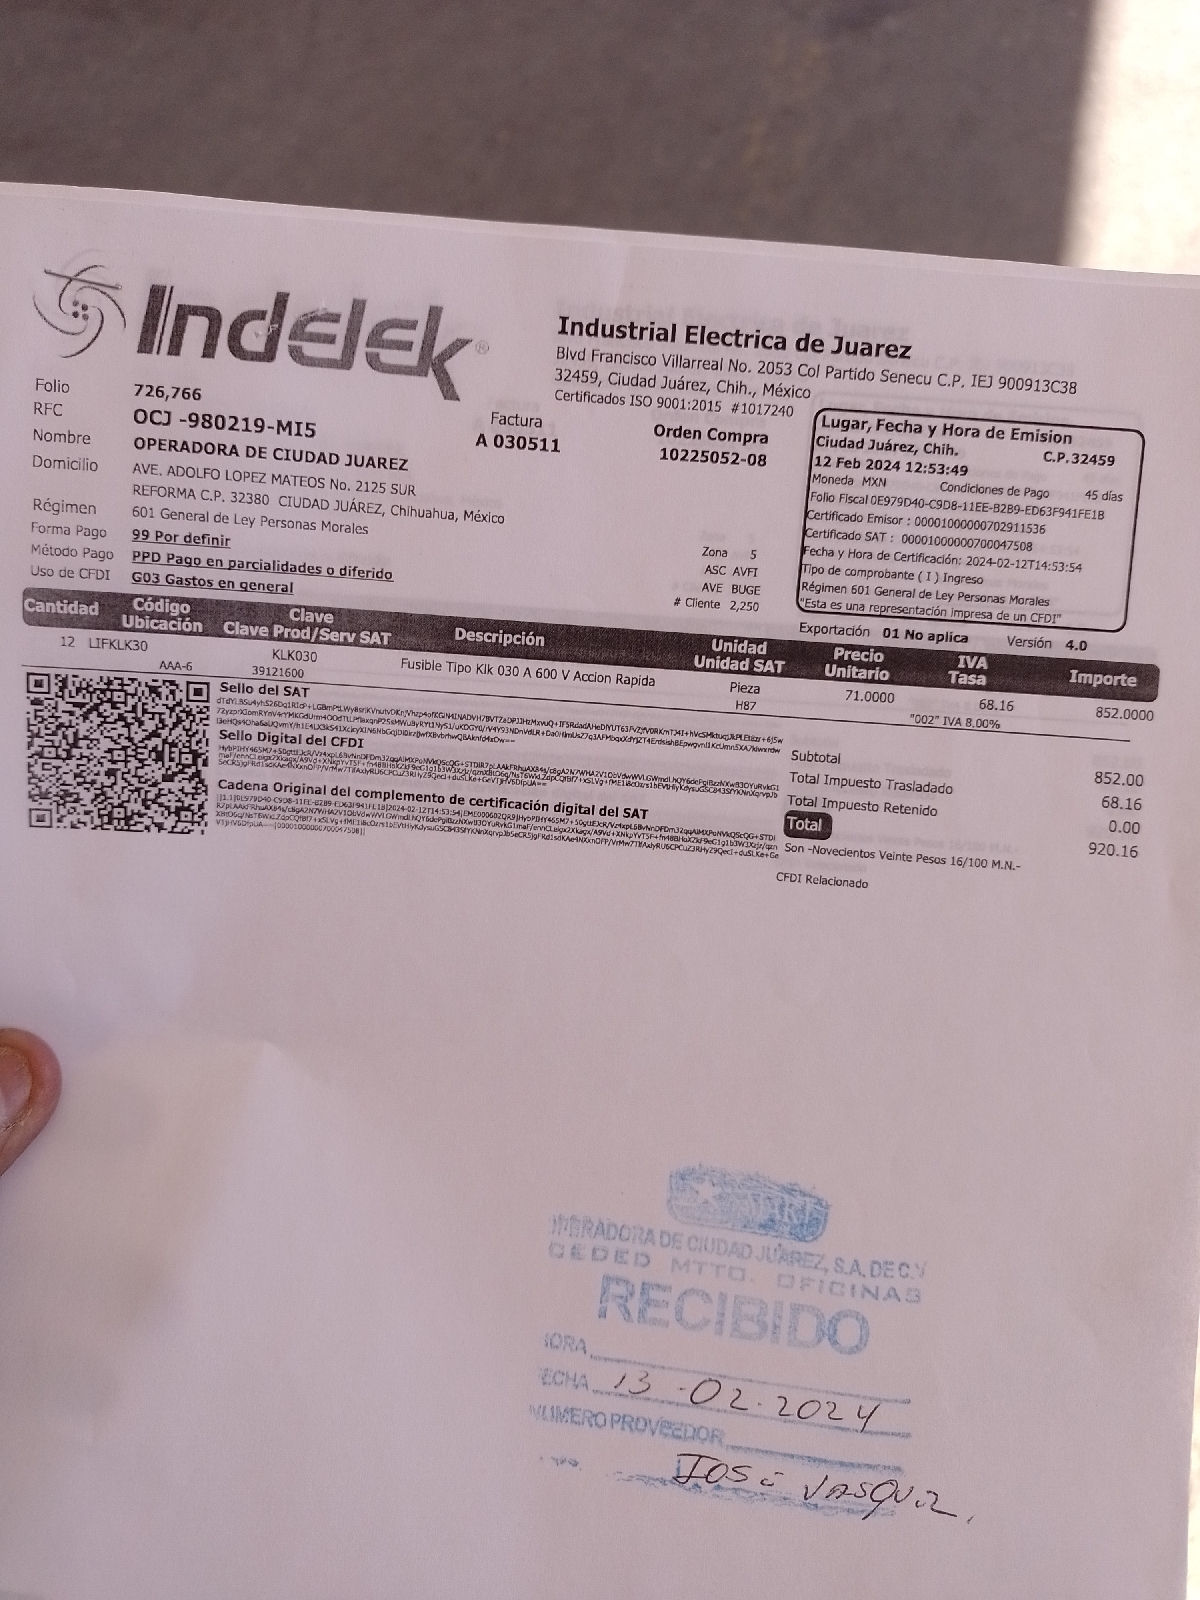 Indelek®
Industrial Electrica de Juarez
Blvd Francisco Villarreal No. 2053 Col Partido Senecu C.P. IEJ 900913C38
32459, Ciudad Juárez, Chih., México
Certificados ISO 9001:2015 #1017240
Folio 726,766
RFC OCJ -980219-MI5
Nombre OPERADORA DE CIUDAD JUAREZ
Domicilio AVE. ADOLFO LOPEZ MATEOS No. 2125 SUR
REFORMA C.P. 32380 CIUDAD JUÁREZ, Chihuahua, México
Régimen 601 General de Ley Personas Morales
Forma Pago 99 Por definir
Método Pago PPD Pago en parcialidades o diferido
Uso de CFDI G03 Gastos en general
Factura
A 030511
Orden Compra
10225052-08
Zona 5
ASC AVFI
AVE BUGE
# Cliente 2,250
Lugar, Fecha y Hora de Emision
Ciudad Juárez, Chih. C.P. 32459
12 Feb 2024 12:53:49
Moneda MXN Condiciones de Pago 45 días
Folio Fiscal 0E979D40-C9D8-11EE-B2B9-ED63F941FE1B
Certificado Emisor : 00001000000702911536
Certificado SAT : 00001000000700047508
Fecha y Hora de Certificación: 2024-02-12T14:53:54
Tipo de comprobante ( I ) Ingreso
Régimen 601 General de Ley Personas Morales
"Esta es una representación impresa de un CFDI"
Exportación 01 No aplica Versión 4.0
Cantidad Código Ubicación Clave Clave Prod/Serv SAT Descripción Unidad Unidad SAT Precio Unitario IVA Tasa Importe
12 LIFKLK30 KLK030 Fusible Tipo Klk 030 A 600 V Accion Rapida Pieza 71.0000 68.16 852.0000
AAA-6 39121600 H87 "002" IVA 8.00%
Sello del SAT
Sello Digital del CFDI
Cadena Original del complemento de certificación digital del SAT
Subtotal 852.00
Total Impuesto Trasladado 68.16
Total Impuesto Retenido 0.00
Total 920.16
Son -Novecientos Veinte Pesos 16/100 M.N.-
CFDI Relacionado
OPERADORA DE CIUDAD JUÁREZ, S.A. DE C.V
CEDED MTTO. OFICINAS
RECIBIDO
HORA
FECHA 13-02-2024
NUMERO PROVEEDOR